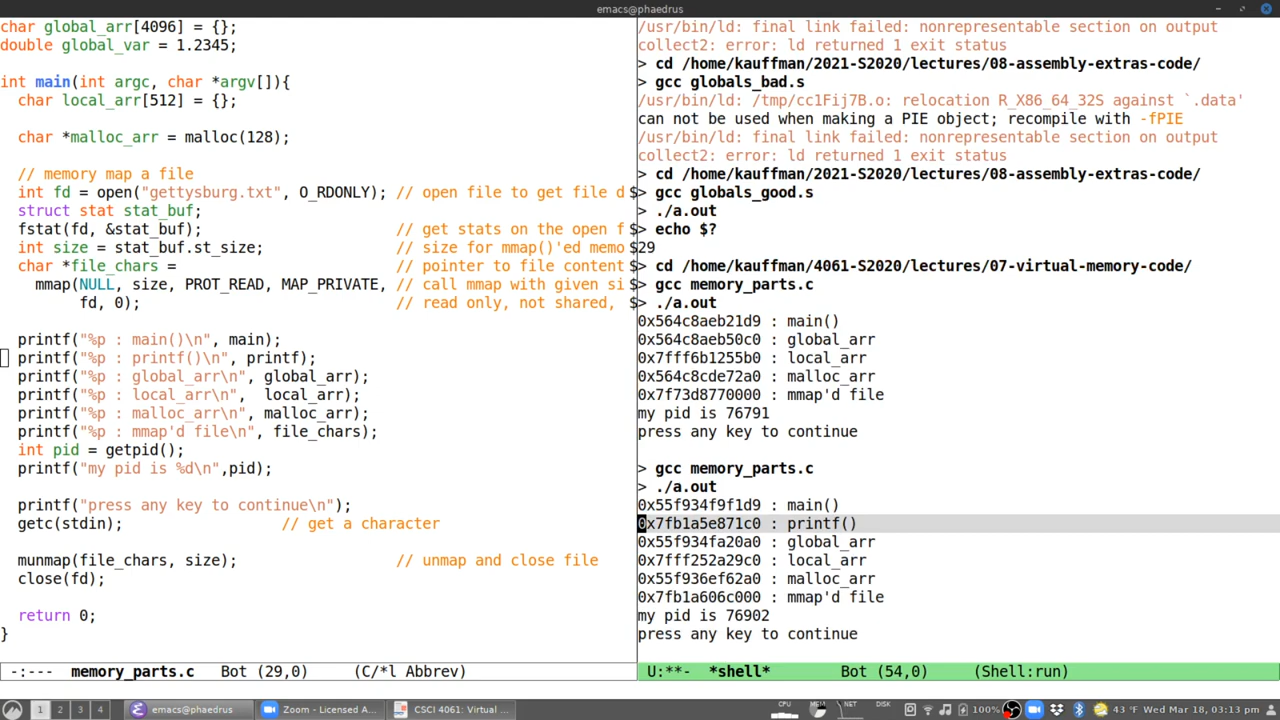 emacs@phaedrus
char global_arr[4096] = {};
double global_var = 1.2345;
int main(int argc, char *argv[]){
  char local_arr[512] = {};
  char *malloc_arr = malloc(128);
  // memory map a file
  int fd = open("gettysburg.txt", O_RDONLY); // open file to get file d$
  struct stat stat_buf;
  fstat(fd, &stat_buf);                      // get stats on the open f$
  int size = stat_buf.st_size;               // size for mmap()'ed memo$
  char *file_chars =                         // pointer to file content$
    mmap(NULL, size, PROT_READ, MAP_PRIVATE, // call mmap with given si$
         fd, 0);                             // read only, not shared, $
  printf("%p : main()\n", main);
  printf("%p : printf()\n", printf);
  printf("%p : global_arr\n", global_arr);
  printf("%p : local_arr\n",  local_arr);
  printf("%p : malloc_arr\n", malloc_arr);
  printf("%p : mmap'd file\n", file_chars);
  int pid = getpid();
  printf("my pid is %d\n",pid);
  printf("press any key to continue\n");
  getc(stdin);                  // get a character
  munmap(file_chars, size);                  // unmap and close file
  close(fd);
  return 0;
}
-:---  memory_parts.c   Bot (29,0)     (C/*l Abbrev)
/usr/bin/ld: final link failed: nonrepresentable section on output
collect2: error: ld returned 1 exit status
> cd /home/kauffman/2021-S2020/lectures/08-assembly-extras-code/
> gcc globals_bad.s
/usr/bin/ld: /tmp/cc1Fij7B.o: relocation R_X86_64_32S against `.data'
can not be used when making a PIE object; recompile with -fPIE
/usr/bin/ld: final link failed: nonrepresentable section on output
collect2: error: ld returned 1 exit status
> cd /home/kauffman/2021-S2020/lectures/08-assembly-extras-code/
> gcc globals_good.s
> ./a.out
> echo $?
29
> cd /home/kauffman/4061-S2020/lectures/07-virtual-memory-code/
> gcc memory_parts.c
> ./a.out
0x564c8aeb21d9 : main()
0x564c8aeb50c0 : global_arr
0x7fff6b1255b0 : local_arr
0x564c8cde72a0 : malloc_arr
0x7f73d8770000 : mmap'd file
my pid is 76791
press any key to continue
> gcc memory_parts.c
> ./a.out
0x55f934f9f1d9 : main()
0x7fb1a5e871c0 : printf()
0x55f934fa20a0 : global_arr
0x7fff252a29c0 : local_arr
0x55f936ef62a0 : malloc_arr
0x7fb1a606c000 : mmap'd file
my pid is 76902
press any key to continue
U:**-  *shell*        Bot (54,0)     (Shell:run)
1 2 3 4 emacs@phaedrus Zoom - Licensed A... CSCI 4061: Virtual ... CPU MEM NET DISK 100% 43 °F Wed Mar 18, 03:13 pm